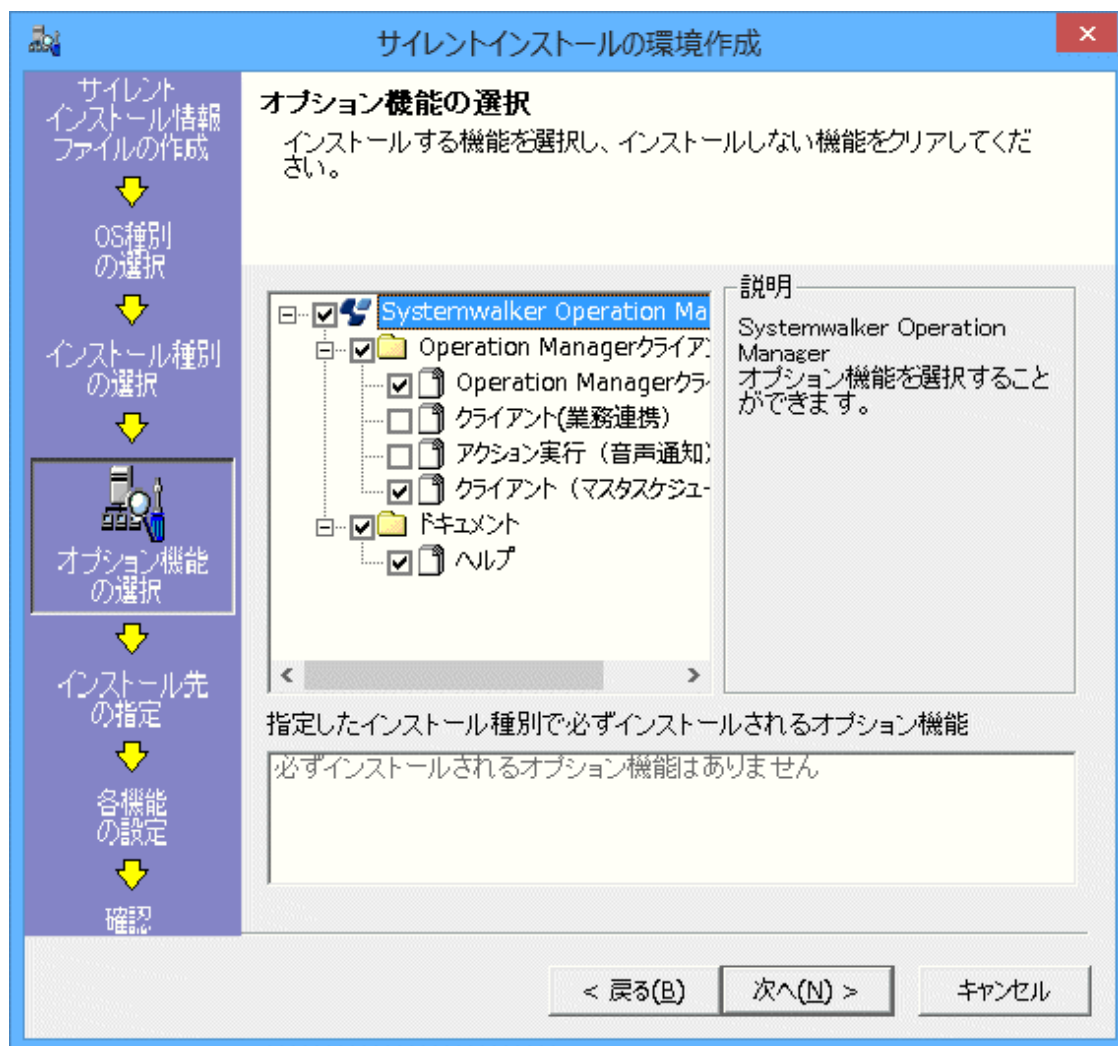 サイレントインストールの環境作成
サイレント
インストール情報
ファイルの作成
OS種別
の選択
インストール種別
の選択
オプション機能
の選択
インストール先
の指定
各機能
の設定
確認
オプション機能の選択
インストールする機能を選択し、インストールしない機能をクリアしてくだ
さい。
Systemwalker Operation Ma
Operation Managerクライア
Operation Managerクラ
クライアント(業務連携)
アクション実行（音声通知）
クライアント（マスタスケジュー
ドキュメント
ヘルプ
説明
Systemwalker Operation
Manager
オプション機能を選択すること
ができます。
指定したインストール種別で必ずインストールされるオプション機能
必ずインストールされるオプション機能はありません
< 戻る(B)
次へ(N) >
キャンセル